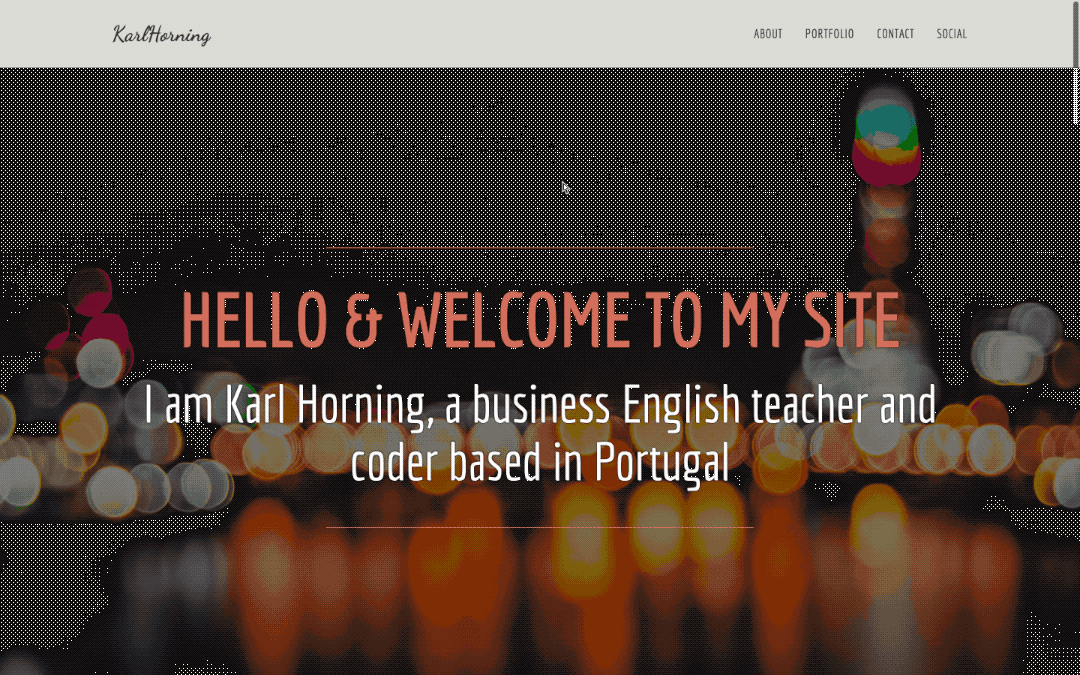 KarlHorning
ABOUT PORTFOLIO CONTACT SOCIAL
HELLO & WELCOME TO MY SITE
I am Karl Horning, a business English teacher and
coder based in Portugal